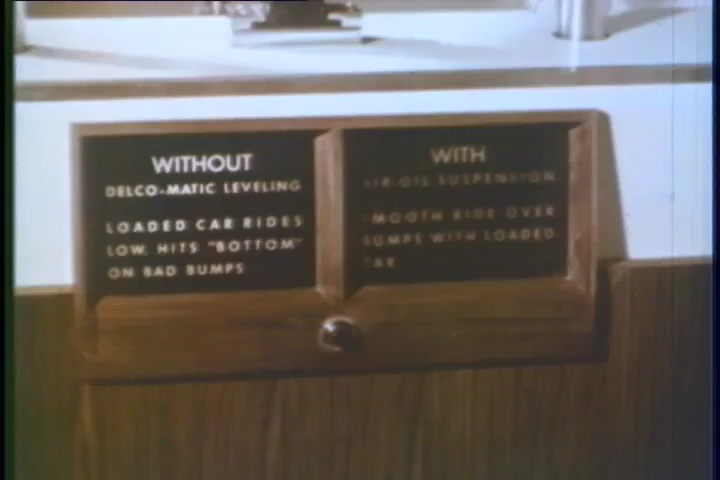 WITHOUT
DELCO-MATIC LEVELING
LOADED CAR RIDES
LOW, HITS "BOTTOM"
ON BAD BUMPS
WITH
AIR-OIL SUSPENSION
SMOOTH RIDE OVER
BUMPS WITH LOADED
CAR